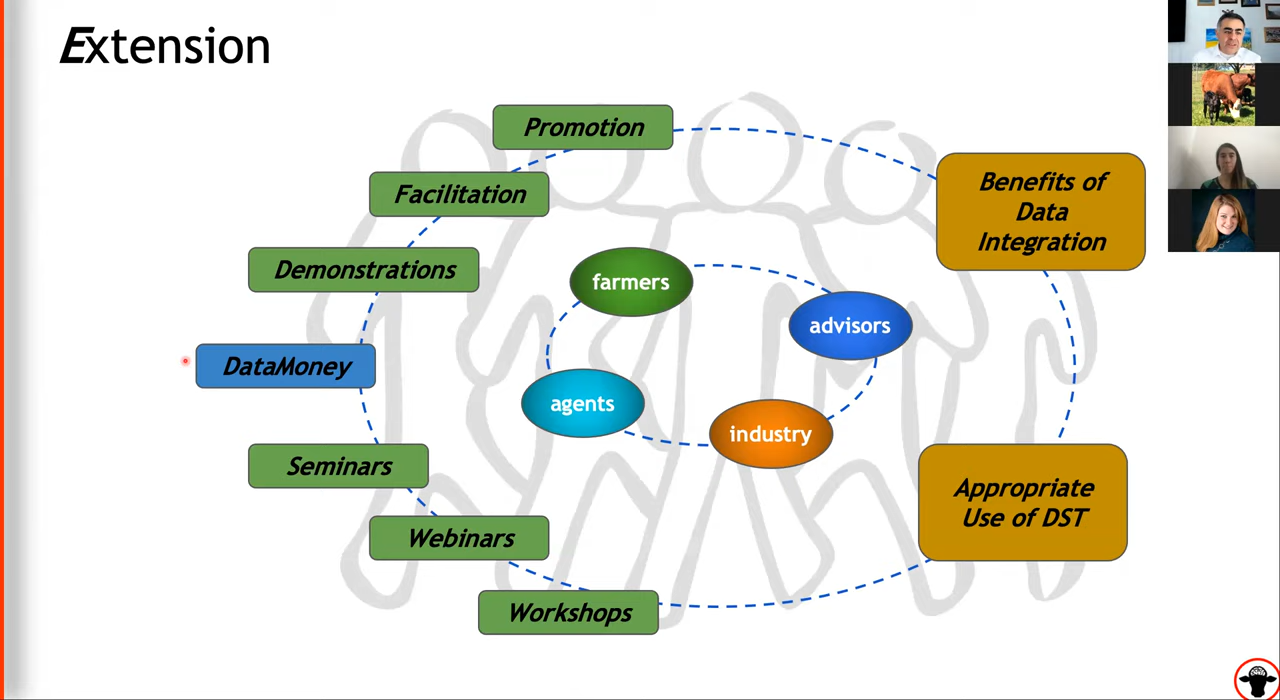 Extension
Promotion
Facilitation
Demonstrations
DataMoney
Seminars
Webinars
Workshops
farmers
advisors
agents
industry
Benefits of
Data
Integration
Appropriate
Use of DST